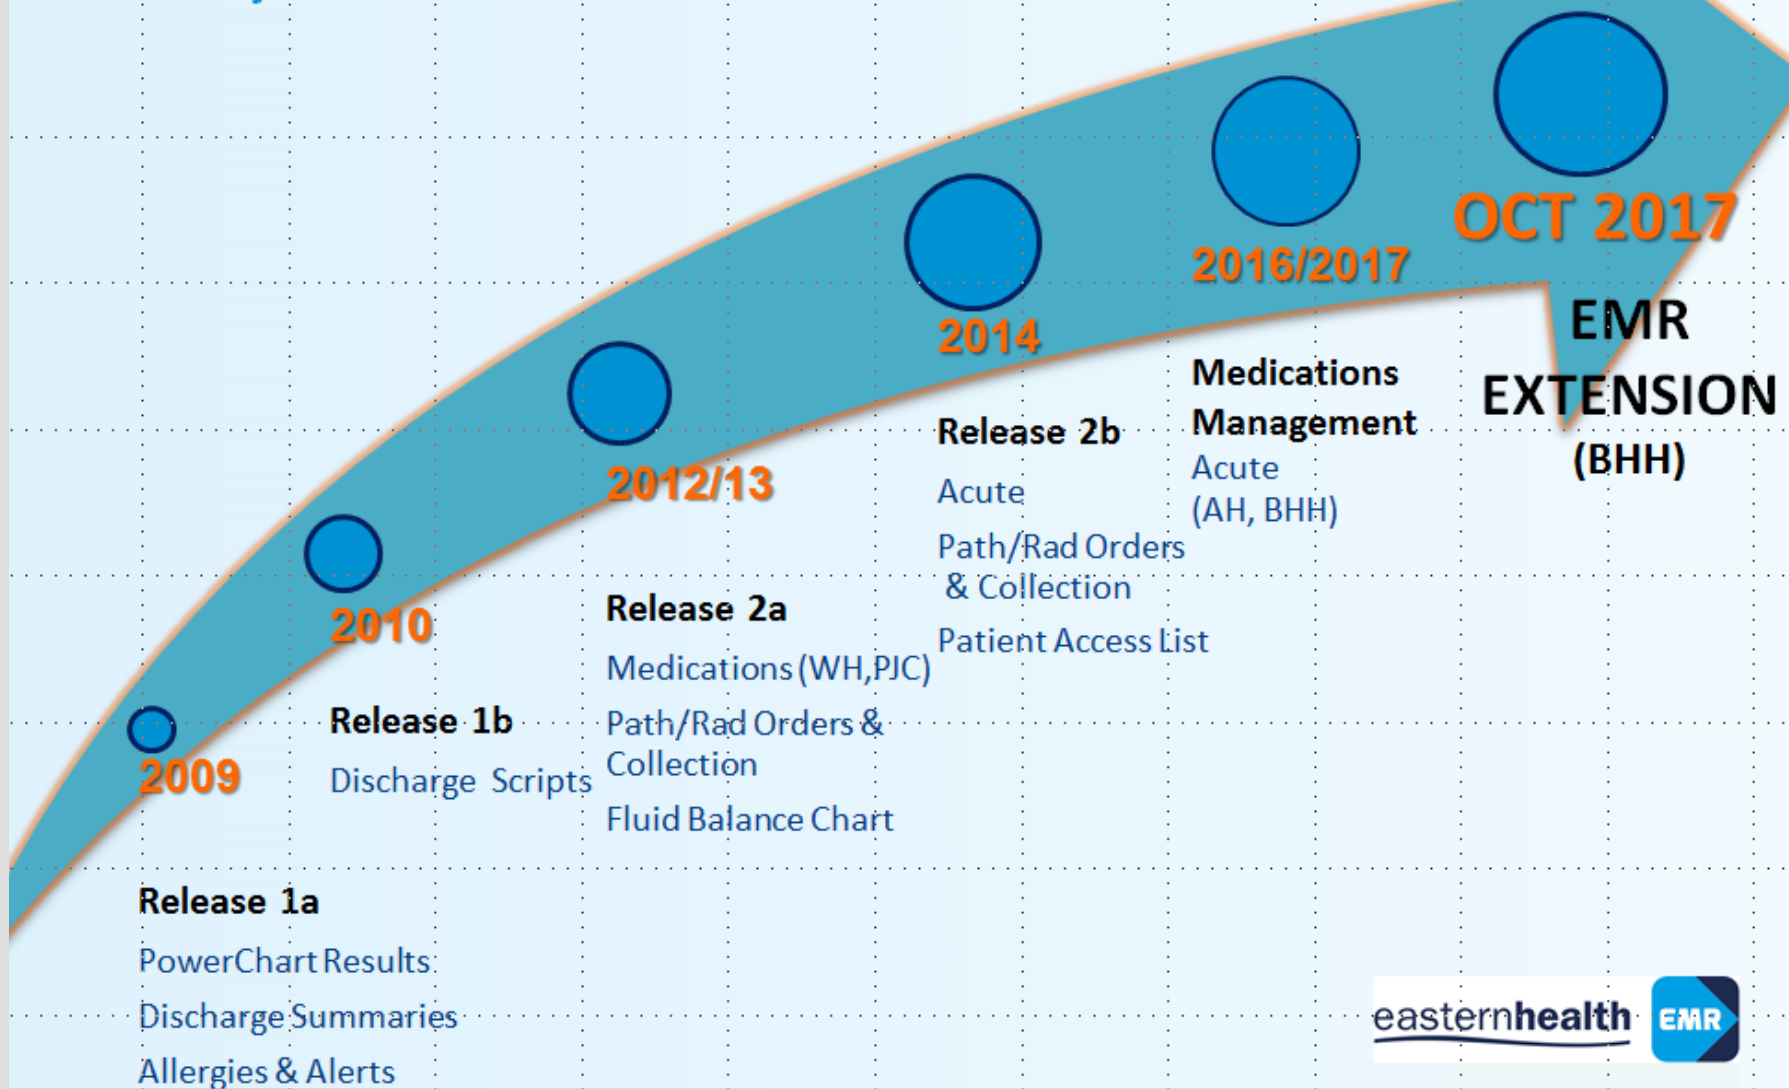 2009
Release 1a
PowerChart Results
Discharge Summaries
Allergies & Alerts
2010
Release 1b
Discharge Scripts
2012/13
Release 2a
Medications (WH,PJC)
Path/Rad Orders &
Collection
Fluid Balance Chart
2014
Release 2b
Acute
Path/Rad Orders
& Collection
Patient Access List
2016/2017
Medications
Management
Acute
(AH, BHH)
OCT 2017
EMR
EXTENSION
(BHH)
easternhealth EMR